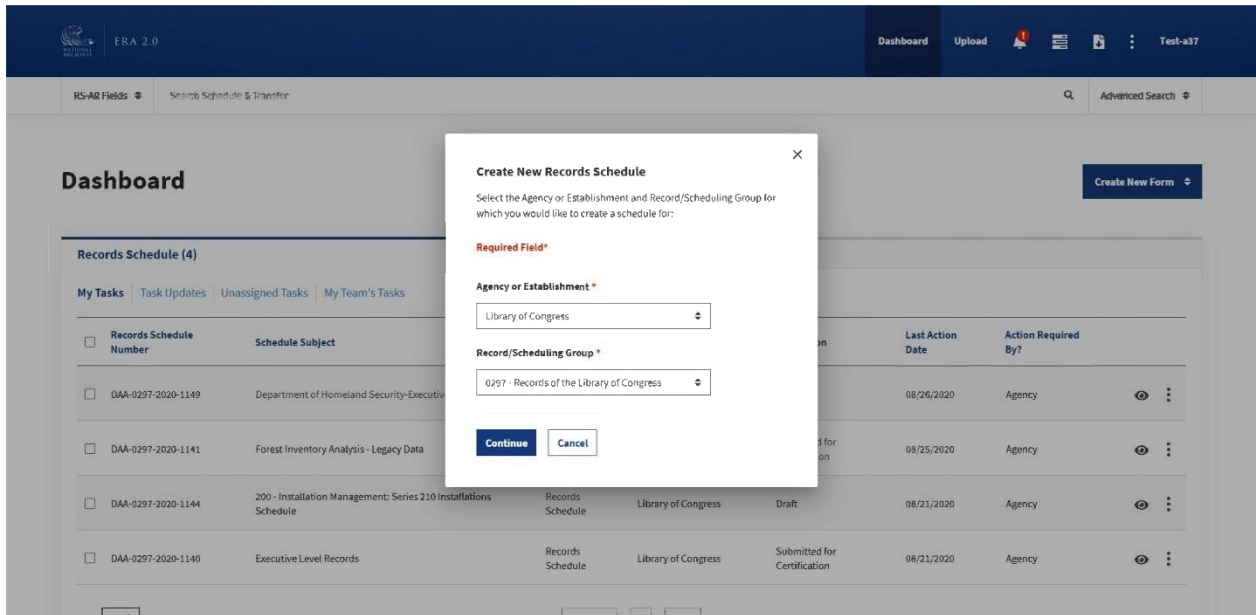 NATIONAL
ARCHIVES
ERA 2.0
Dashboard
Upload
!
Test-a37
RS-AR Fields
Search Schedule & Transfer
Advanced Search
Dashboard
Create New Form
Create New Records Schedule
Select the Agency or Establishment and Record/Scheduling Group for
which you would like to create a schedule for:
Required Field*
Agency or Establishment *
Library of Congress
Record/Scheduling Group *
0297 - Records of the Library of Congress
Continue
Cancel
Records Schedule (4)
My Tasks
Task Updates
Unassigned Tasks
My Team's Tasks
Records Schedule
Number
Schedule Subject
Last Action
Date
Action Required
By?
DAA-0297-2020-1149
Department of Homeland Security-Executiv
08/26/2020
Agency
DAA-0297-2020-1141
Forest Inventory Analysis - Legacy Data
d for
on
08/25/2020
Agency
DAA-0297-2020-1144
200 - Installation Management: Series 210 Installations
Schedule
Records
Schedule
Library of Congress
Draft
08/21/2020
Agency
DAA-0297-2020-1140
Executive Level Records
Records
Schedule
Library of Congress
Submitted for
Certification
08/21/2020
Agency